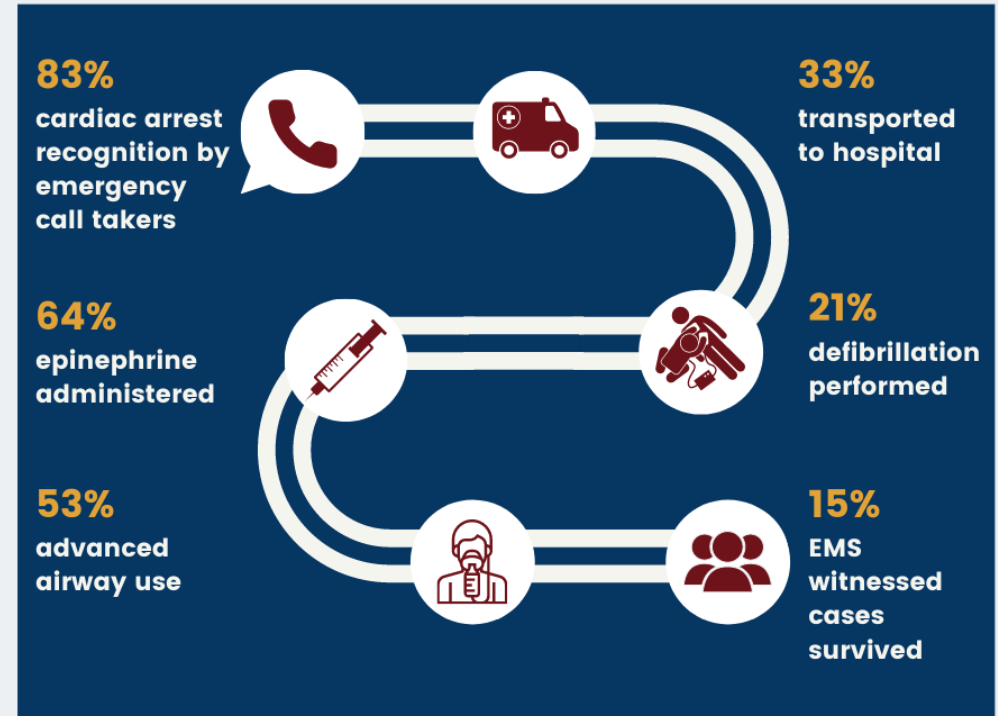 83%
cardiac arrest
recognition by
emergency
call takers
33%
transported
to hospital
64%
epinephrine
administered
21%
defibrillation
performed
53%
advanced
airway use
15%
EMS
witnessed
cases
survived